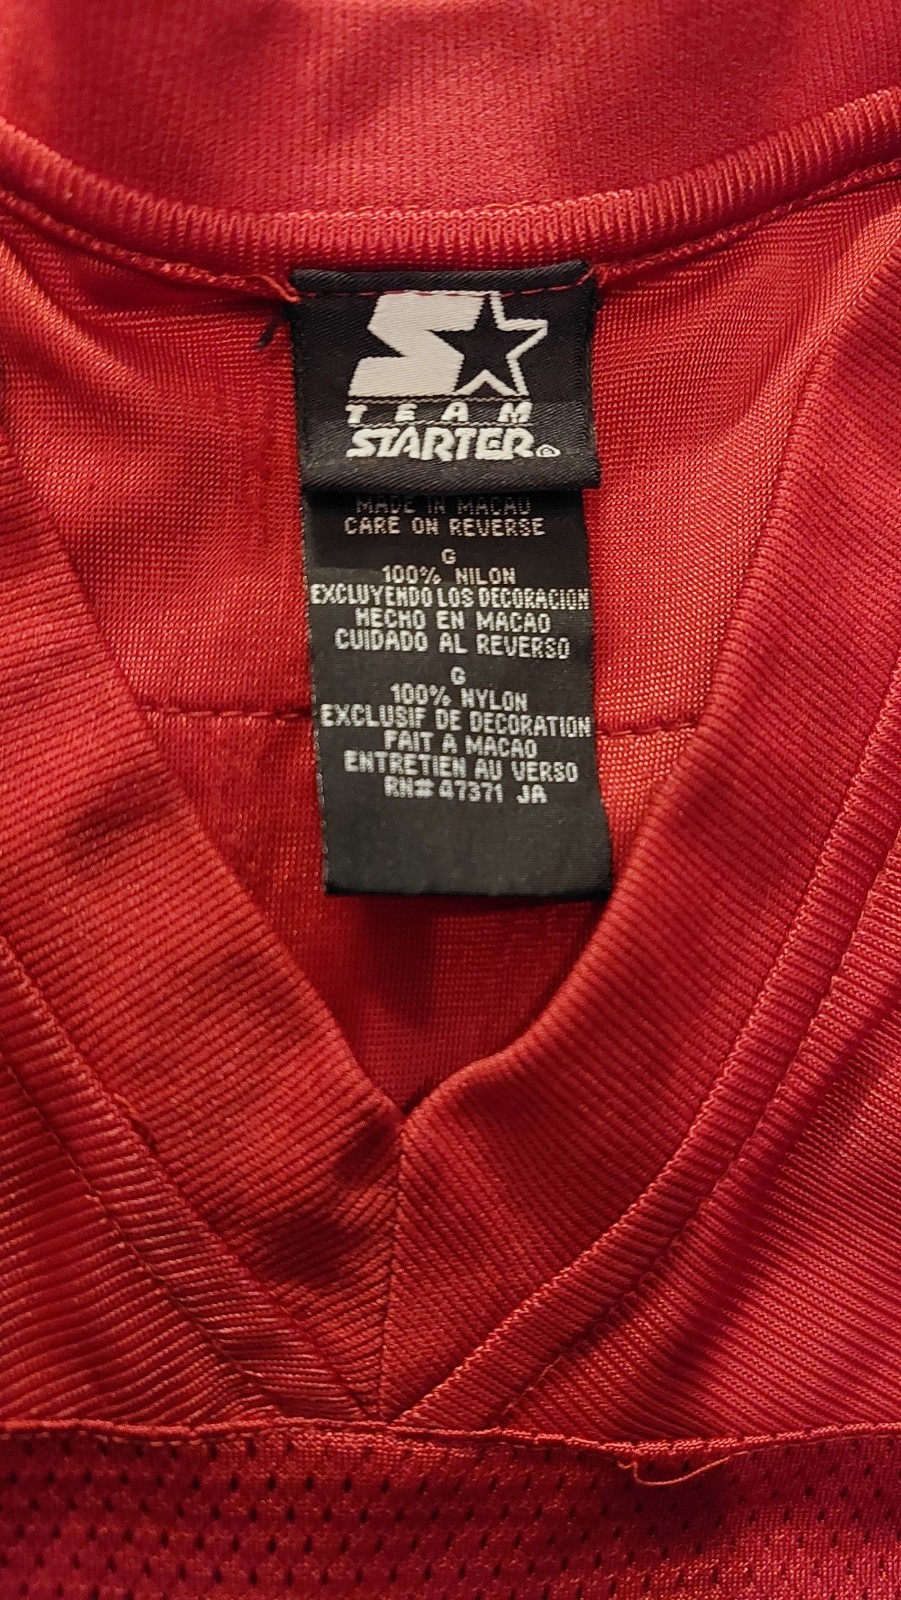 TEAM
STARTER®
MADE IN MACAU
CARE ON REVERSE
G
100% NILON
EXCLUYENDO LOS DECORACION
HECHO EN MACAO
CUIDADO AL REVERSO
G
100% NYLON
EXCLUSIF DE DECORATION
FAIT A MACAO
ENTRETIEN AU VERSO
RN# 47371 JA